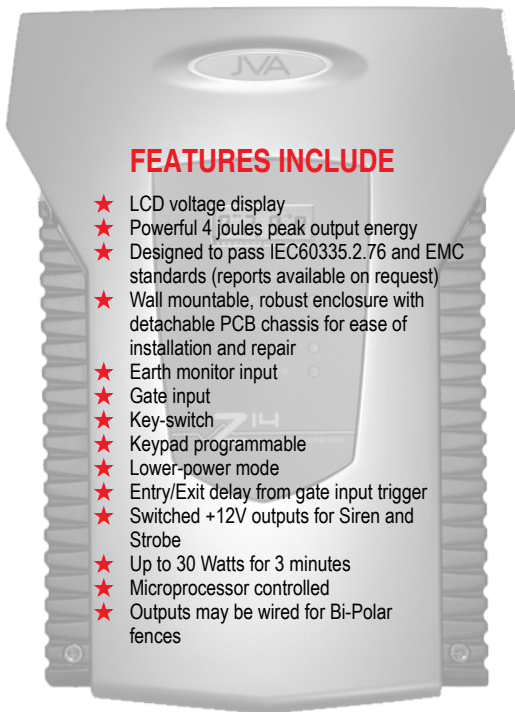 JVA
FEATURES INCLUDE
LCD voltage display
Powerful 4 joules peak output energy
Designed to pass IEC60335.2.76 and EMC
standards (reports available on request)
Wall mountable, robust enclosure with
detachable PCB chassis for ease of
installation and repair
Earth monitor input
Gate input
Key-switch
Z14
Keypad programmable
Lower-power mode
Entry/Exit delay from gate input trigger
Switched +12V outputs for Siren and
Strobe
Up to 30 Watts for 3 minutes
Microprocessor controlled
Outputs may be wired for Bi-Polar
fences